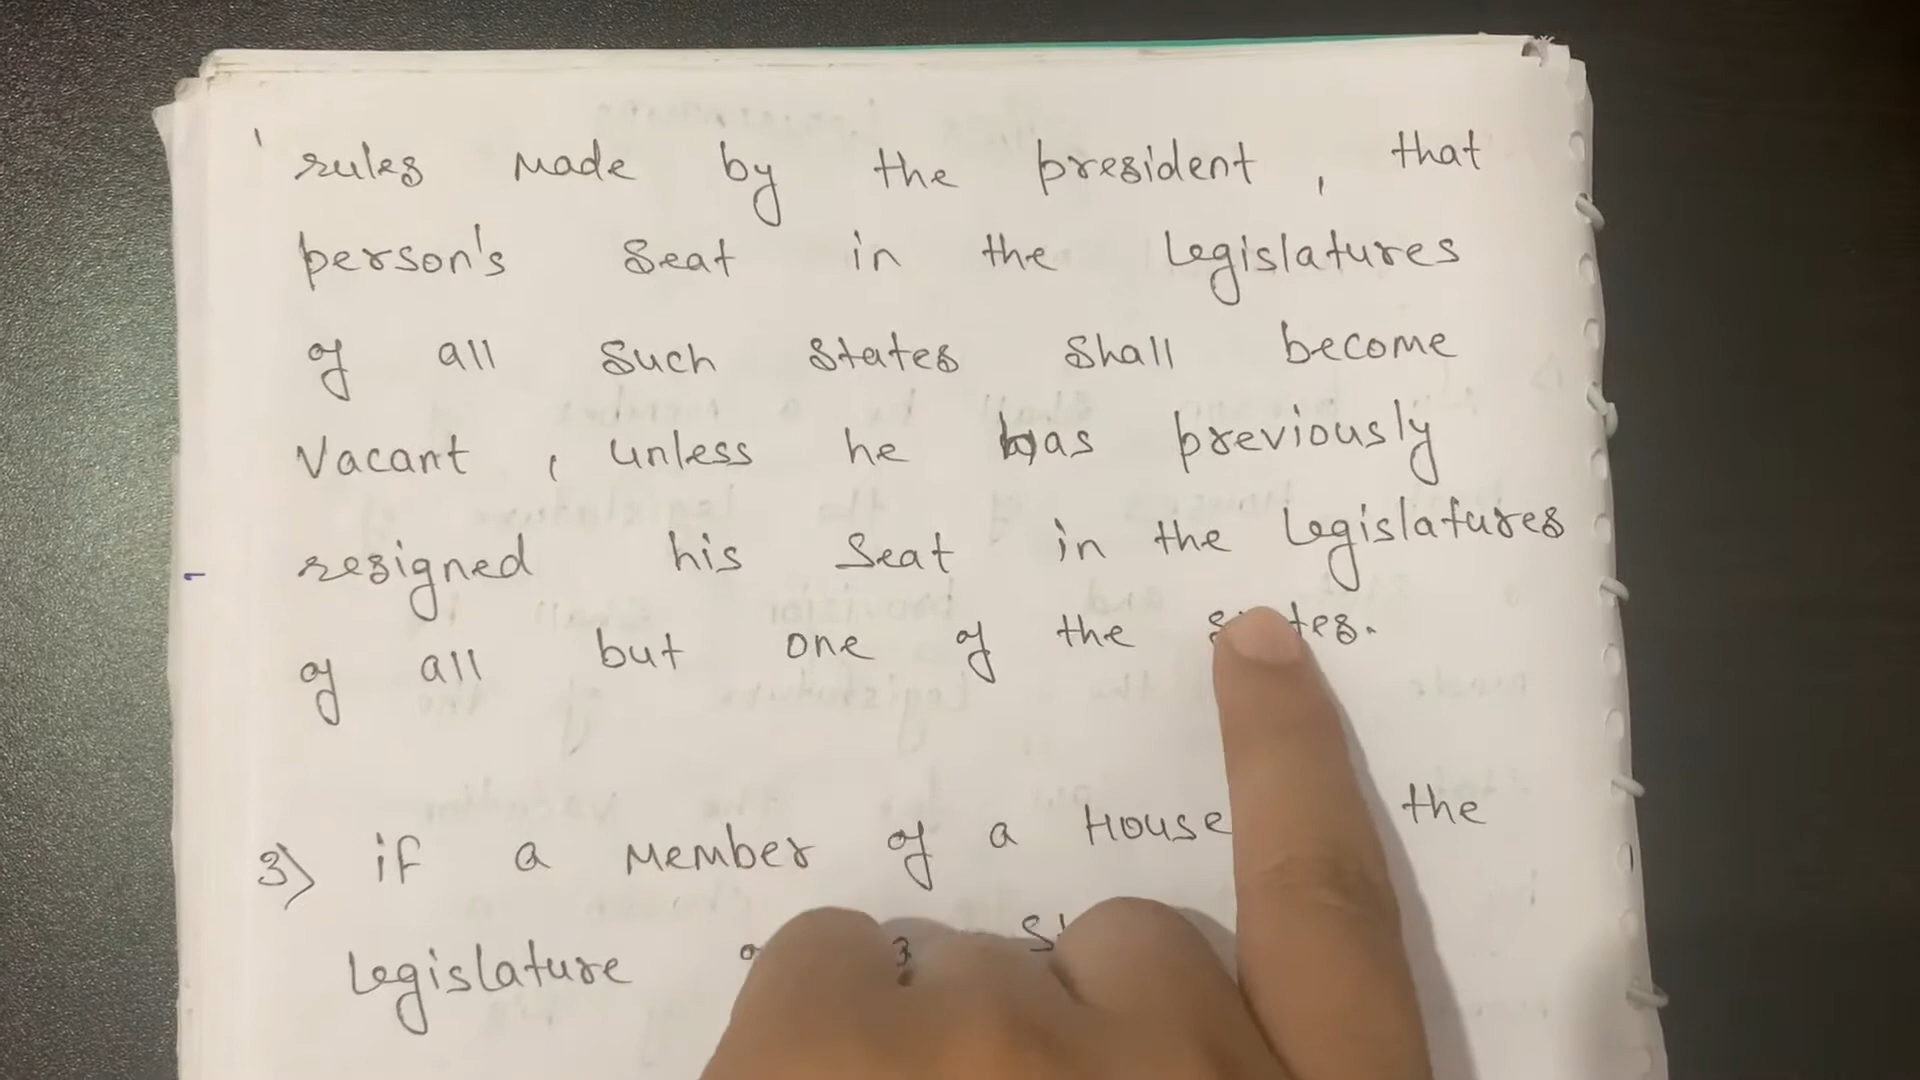 rules made by the president, that
person's seat in the Legislatures
of all such states shall become
vacant, unless he has previously
resigned his seat in the Legislatures
of all but one of the
3) if a Member of a House the
Legislature